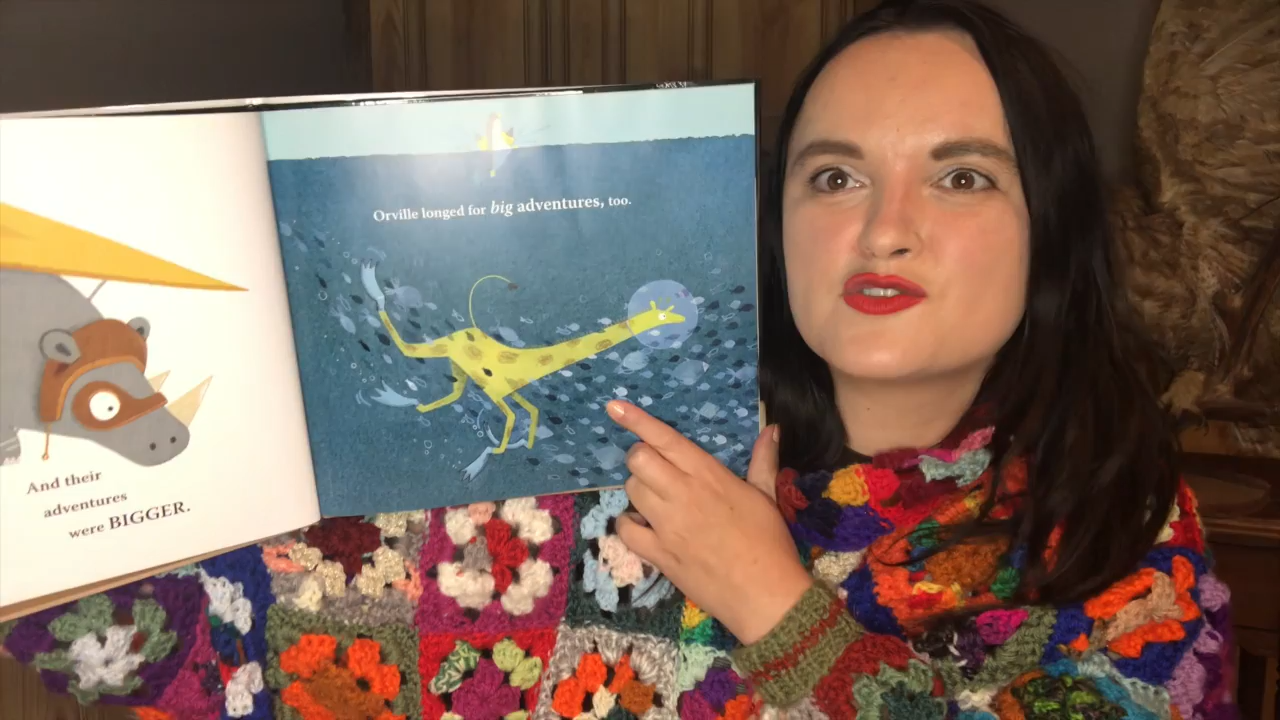 And their
adventures
were BIGGER.
Orville longed for big adventures, too.